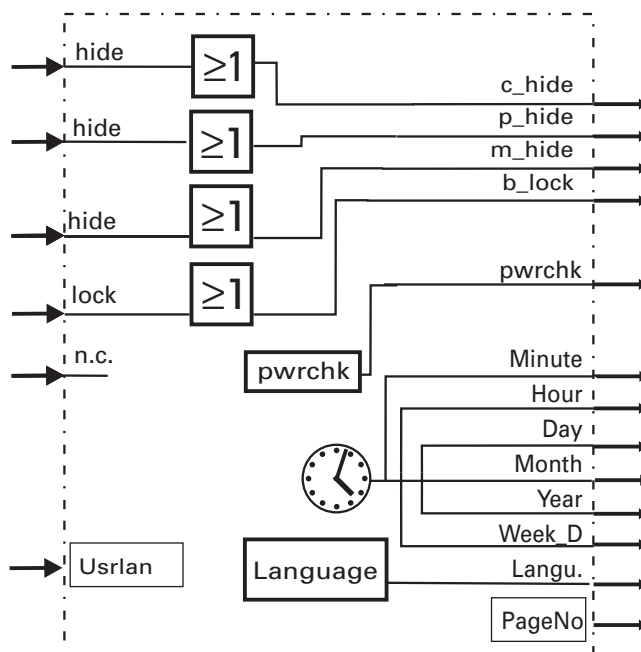 hide
≥1
c_hide
hide
≥1
p_hide
m_hide
≥1
b_lock
hide
lock
≥1
pwrchk
n.c.
pwrchk
Minute
Hour
Day
Month
Year
Week_D
Usrlan
Language
Langu.
PageNo